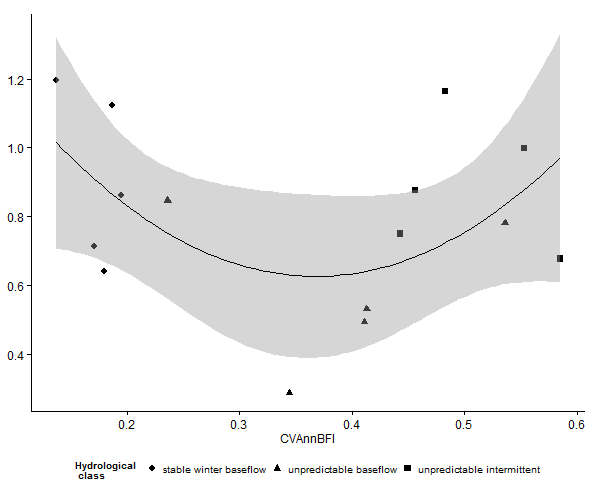 1.2
1.0
0.8
0.6
0.4
0.2 0.3 0.4 0.5 0.6
CVAnnBFI
Hydrological
class
stable winter baseflow unpredictable baseflow unpredictable intermittent